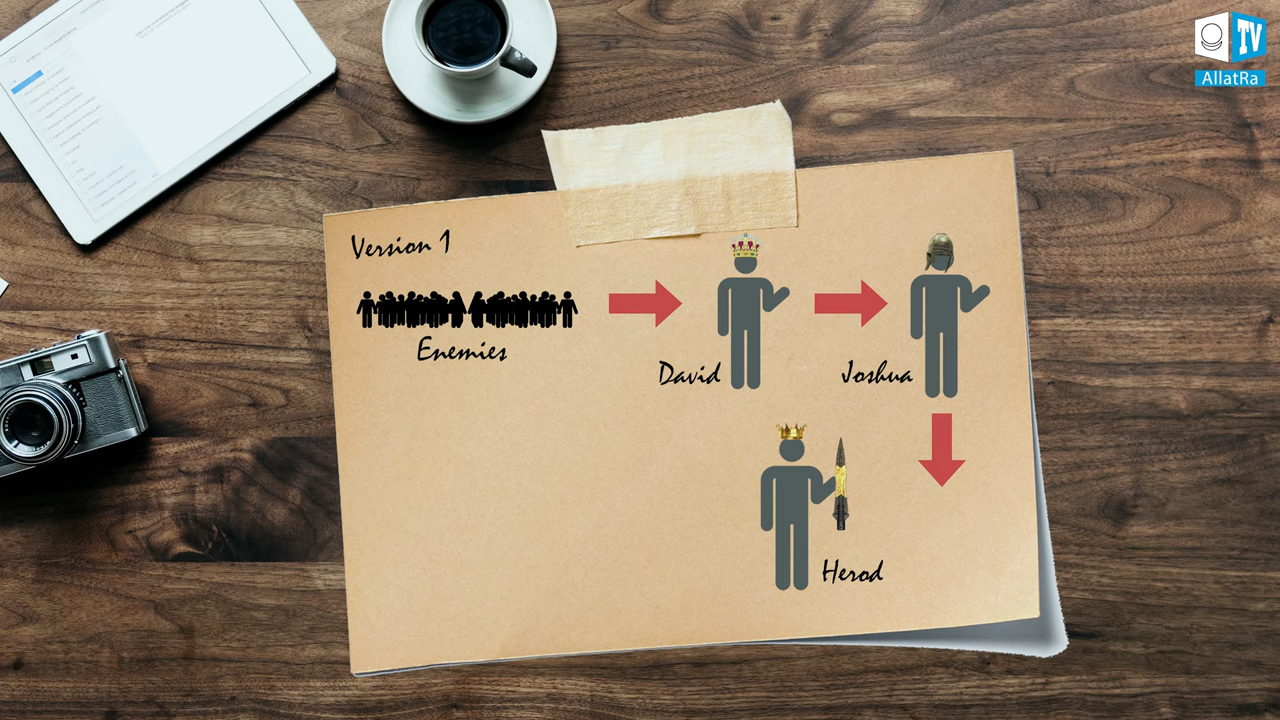 TV
AllatRa
Version 1
Enemies
David
Joshua
Herod